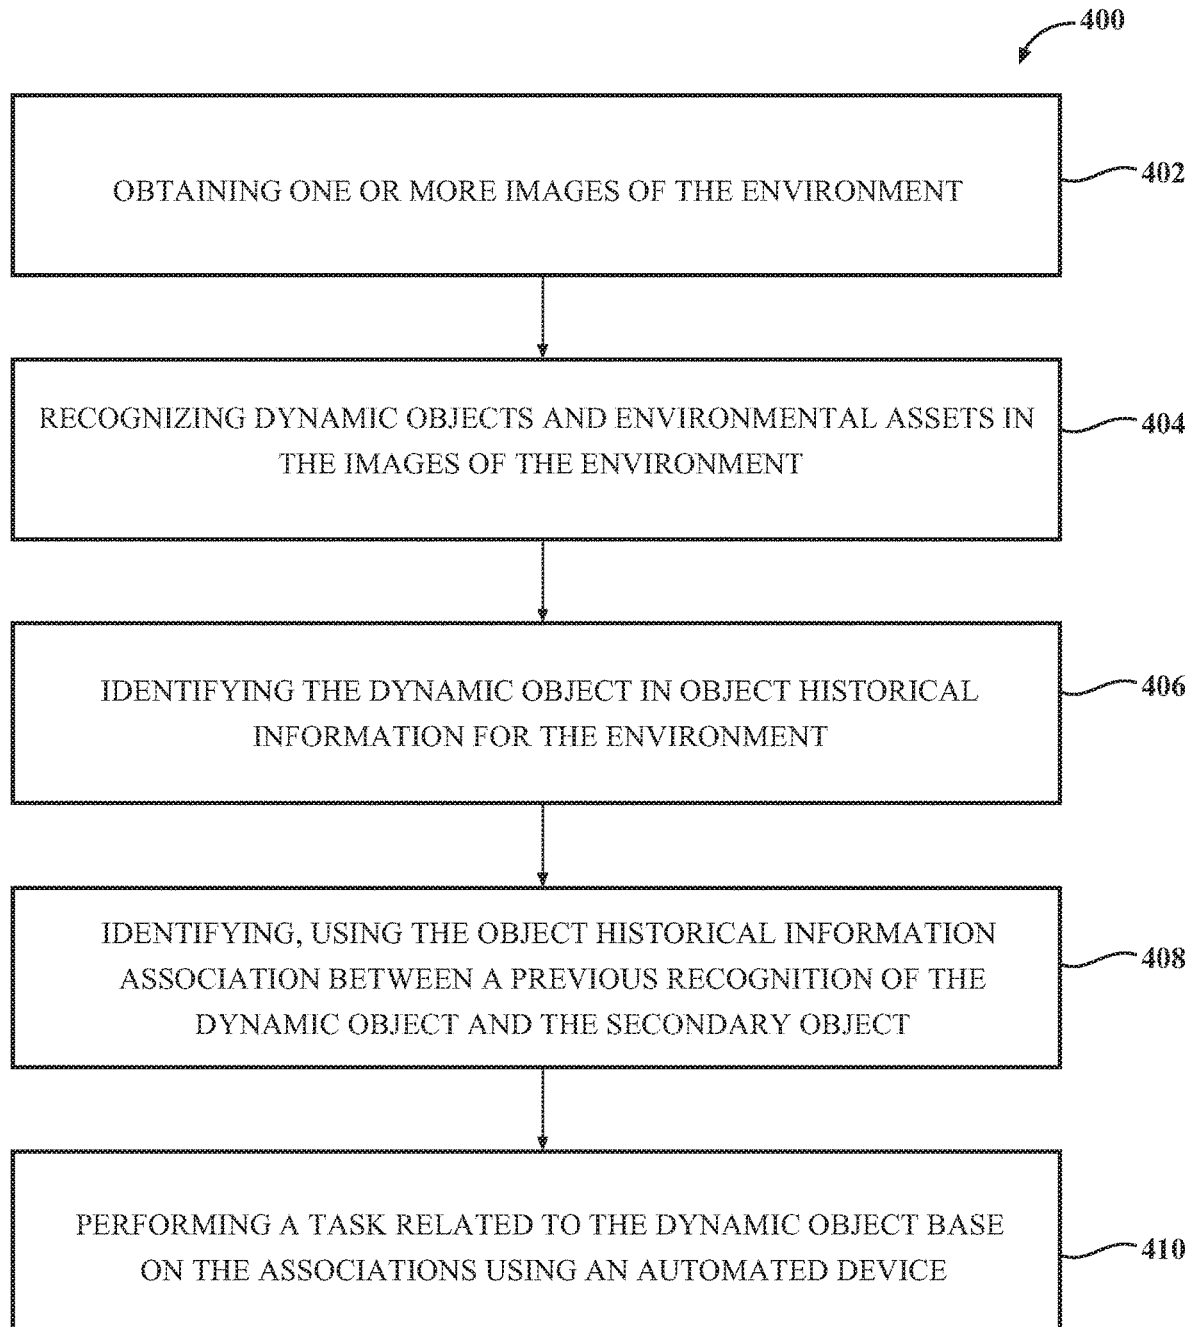 400
OBTAINING ONE OR MORE IMAGES OF THE ENVIRONMENT
402
RECOGNIZING DYNAMIC OBJECTS AND ENVIRONMENTAL ASSETS IN
THE IMAGES OF THE ENVIRONMENT
404
IDENTIFYING THE DYNAMIC OBJECT IN OBJECT HISTORICAL
INFORMATION FOR THE ENVIRONMENT
406
IDENTIFYING, USING THE OBJECT HISTORICAL INFORMATION
ASSOCIATION BETWEEN A PREVIOUS RECOGNITION OF THE
DYNAMIC OBJECT AND THE SECONDARY OBJECT
408
PERFORMING A TASK RELATED TO THE DYNAMIC OBJECT BASE
ON THE ASSOCIATIONS USING AN AUTOMATED DEVICE
410